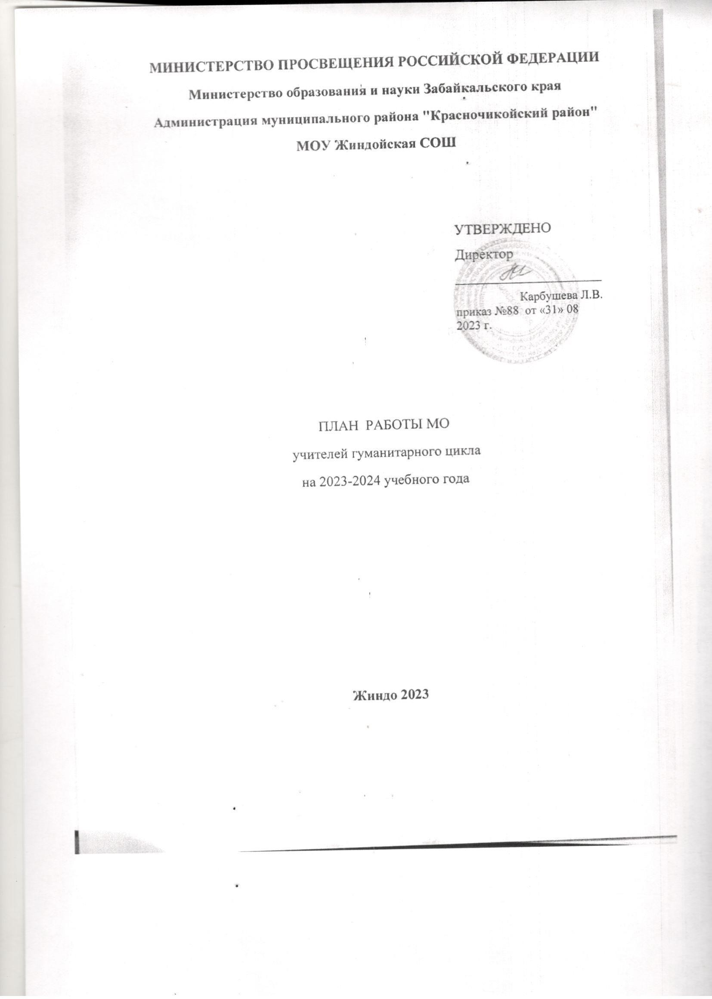 МИНИСТЕРСТВО ПРОСВЕЩЕНИЯ РОССИЙСКОЙ ФЕДЕРАЦИИ
Министерство образования и науки Забайкальского края
Администрация муниципального района "Красночикойский район"
МОУ Жиндойская СОШ
УТВЕРЖДЕНО
Директор
Карбушева Л.В.
приказ №88 от «31» 08
2023 г.
ПЛАН РАБОТЫ МО
учителей гуманитарного цикла
на 2023-2024 учебного года
Жиндо 2023